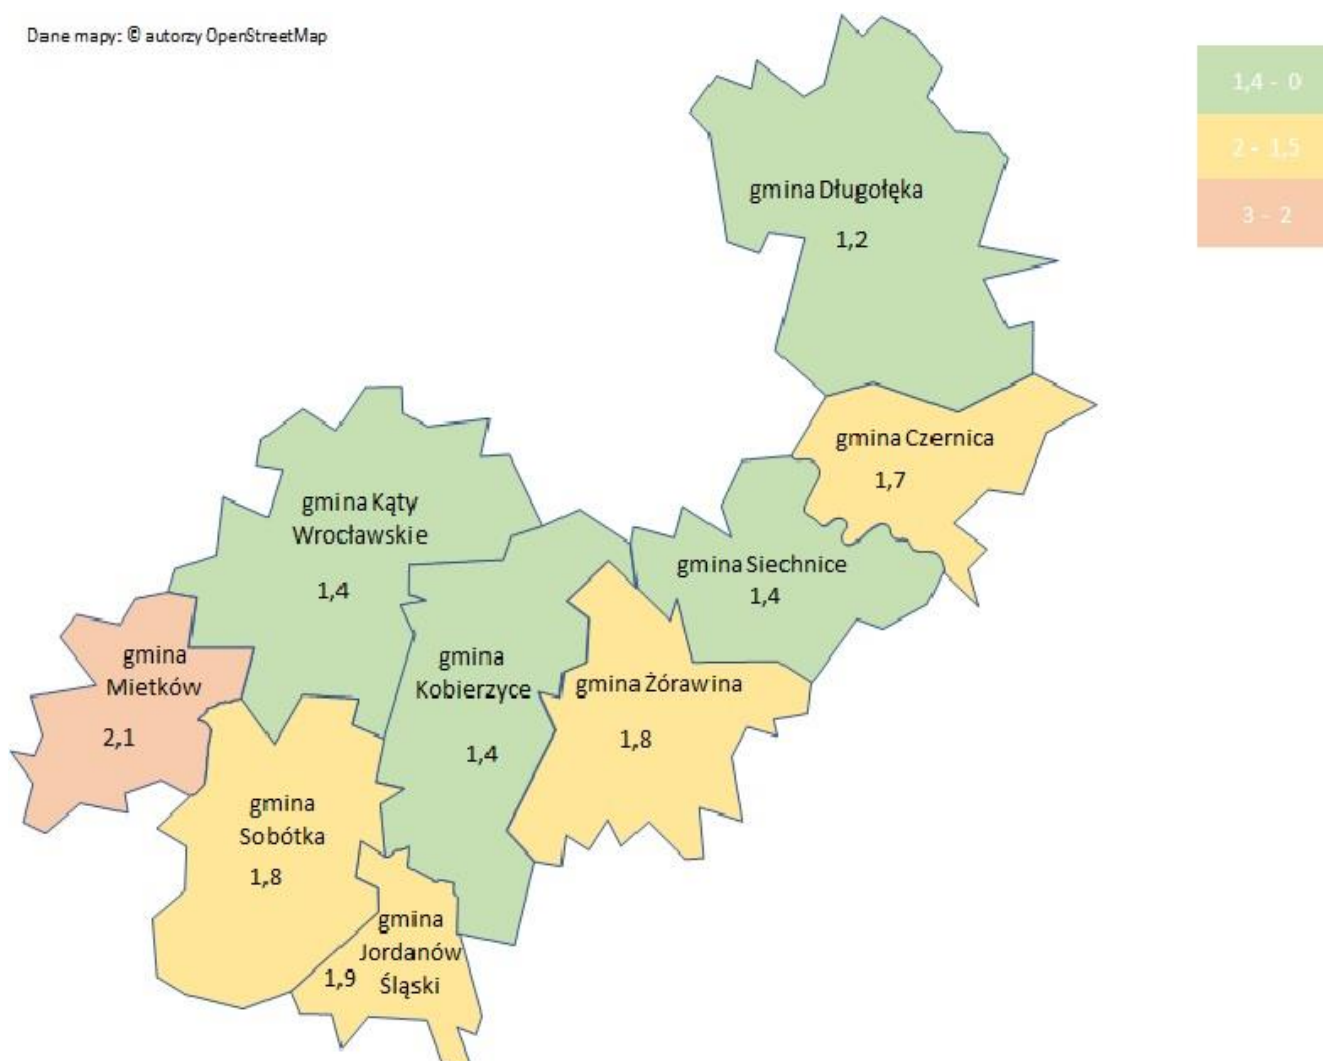 Dane mapy: © autorzy OpenStreetMap
1,4 - 0
2 - 1,5
3 - 2
gmina Długołęka
1,2
gmina Czernica
1,7
gmina Kąty
Wrocławskie
1,4
gmina Siechnice
1,4
gmina
Mietków
2,1
gmina
Kobierzyce
1,4
gmina Żórawina
1,8
gmina
Sobótka
1,8
gmina
Jordanów
Śląski
1,9